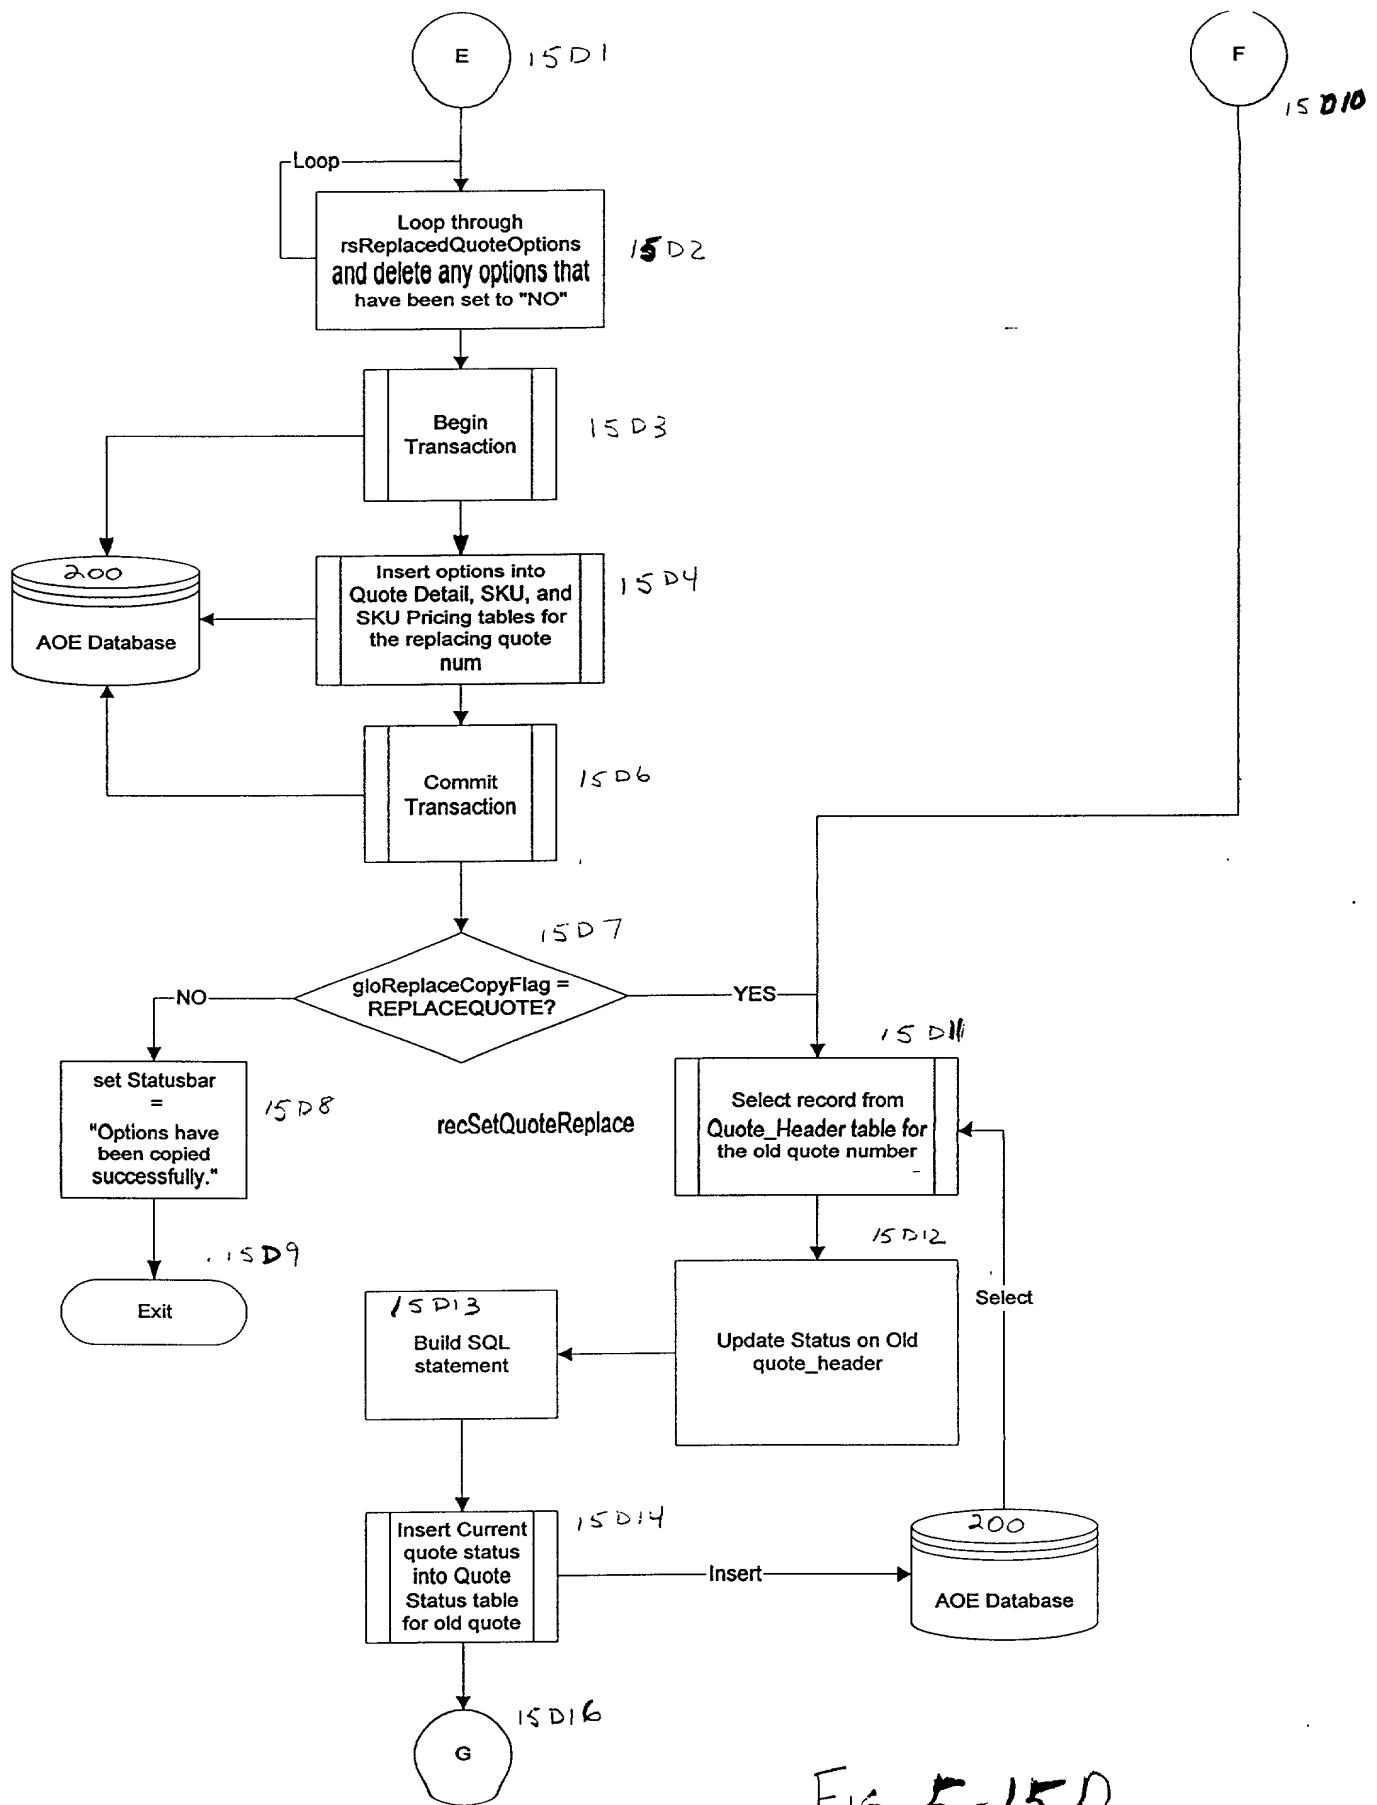 E
15D1
F
15D10
Loop
Loop through
rsReplacedQuoteOptions
and delete any options that
have been set to "NO"
15D2
Begin
Transaction
15D3
200
AOE Database
Insert options into
Quote Detail, SKU, and
SKU Pricing tables for
the replacing quote
num
15D4
Commit
Transaction
15D6
15D7
gloReplaceCopyFlag =
REPLACEQUOTE?
NO
YES
set Statusbar
=
"Options have
been copied
successfully."
15D8
recSetQuoteReplace
15D11
Select record from
Quote_Header table for
the old quote number
15D9
Exit
15D12
Update Status on Old
quote_header
Select
15D13
Build SQL
statement
Insert Current
quote status
into Quote
Status table
for old quote
15D14
Insert
200
AOE Database
15D16
G
FIG 5-15D